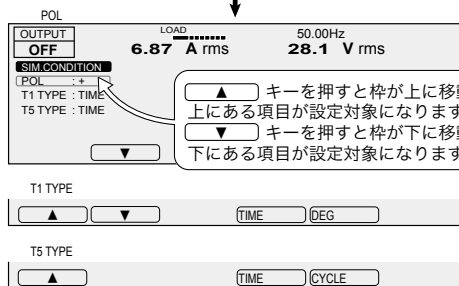 POL
OUTPUT
OFF
LOAD
6.87 A rms
50.00Hz
28.1 V rms
SIM.CONDITION
POL : +
T1 TYPE : TIME
T5 TYPE : TIME
▲ キーを押すと枠が上に移動
上にある項目が設定対象になります
▼ キーを押すと枠が下に移動
下にある項目が設定対象になります
▼
T1 TYPE
▲ ▼ TIME DEG
T5 TYPE
▲ TIME CYCLE